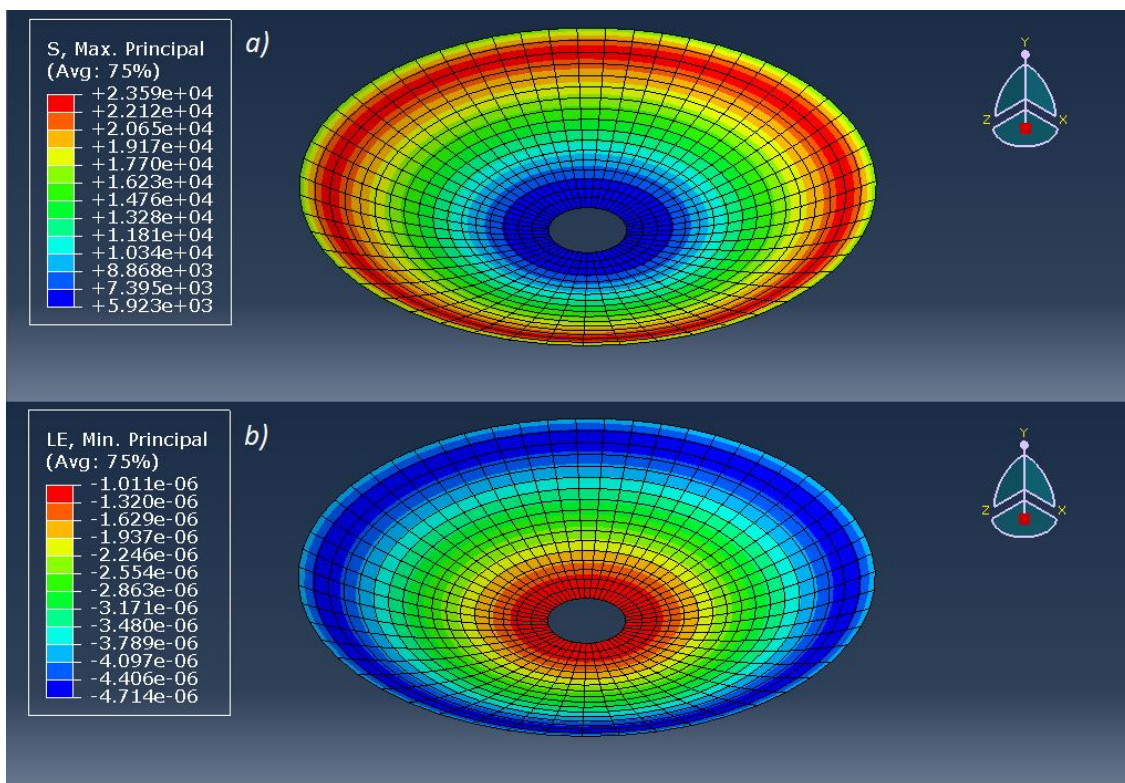 a)
S, Max. Principal
(Avg: 75%)
+2.359e+04
+2.212e+04
+2.065e+04
+1.917e+04
+1.770e+04
+1.623e+04
+1.476e+04
+1.328e+04
+1.181e+04
+1.034e+04
+8.868e+03
+7.395e+03
+5.923e+03
Y
Z X
b)
LE, Min. Principal
(Avg: 75%)
-1.011e-06
-1.320e-06
-1.629e-06
-1.937e-06
-2.246e-06
-2.554e-06
-2.863e-06
-3.171e-06
-3.480e-06
-3.789e-06
-4.097e-06
-4.406e-06
-4.714e-06
Y
Z X